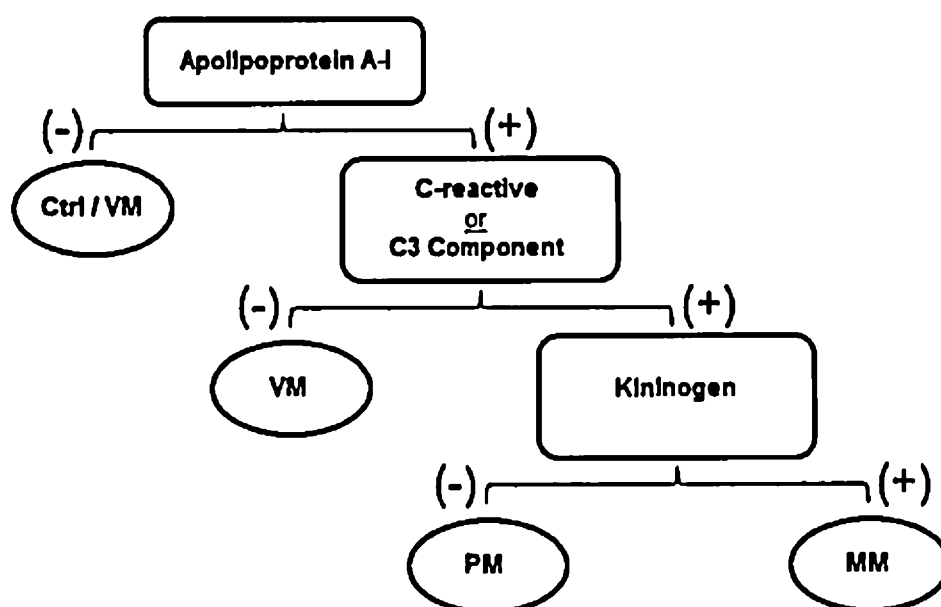 Apolipoprotein A-I
(-)
(+)
Ctrl / VM
C-reactive
or
C3 Component
(-)
(+)
VM
Kininogen
(-)
(+)
PM
MM